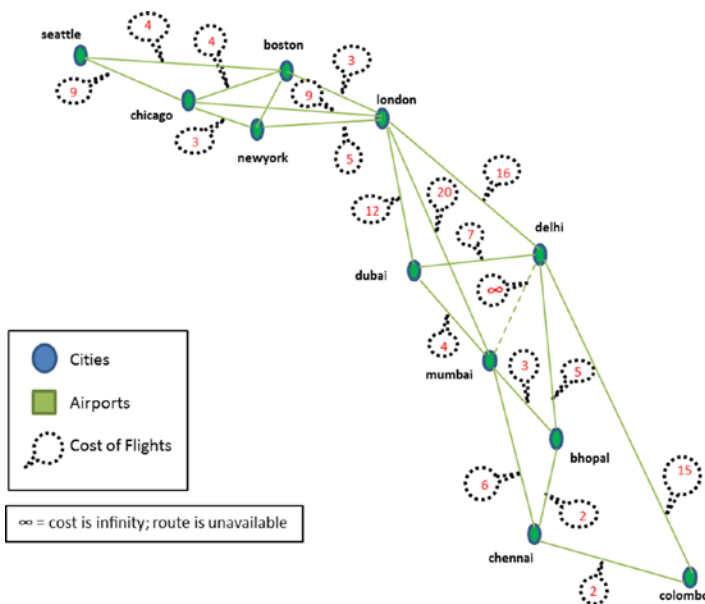 4
seattle
4
boston
3
9
9
london
chicago
3
newyork
5
20
16
12
7
delhi
dubai
∞
4
3
5
mumbai
Cities
Airports
Cost of Flights
bhopal
6
15
2
∞ = cost is infinity; route is unavailable
chennai
2
colombo